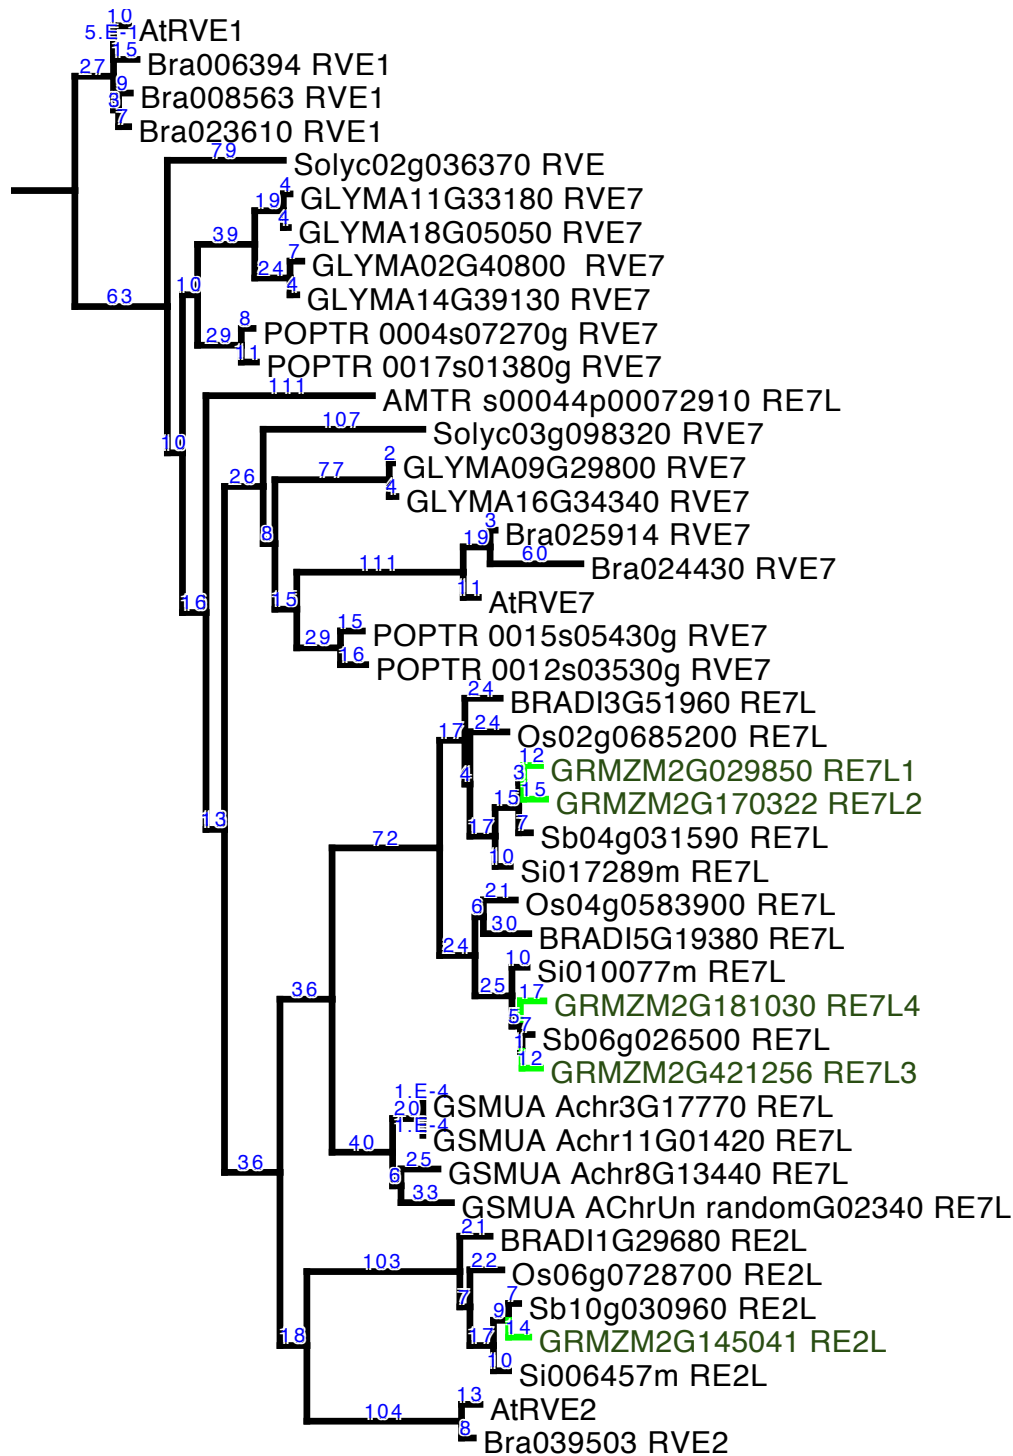 10
5.E-1 AtRVE1
15
27 Bra006394 RVE1
9
Bra008563 RVE1
3
7
Bra023610 RVE1
79
Solyc02g036370 RVE
4
19 GLYMA11G33180 RVE7
4
GLYMA18G05050 RVE7
39
7
GLYMA02G40800 RVE7
24
4
GLYMA14G39130 RVE7
10
63
8
29 POPTR 0004s07270g RVE7
11
POPTR 0017s01380g RVE7
111
AMTR s00044p00072910 RE7L
107
Solyc03g098320 RVE7
10
2
77 GLYMA09G29800 RVE7
26
4
GLYMA16G34340 RVE7
3
8 19 Bra025914 RVE7
60
111 Bra024430 RVE7
11
16 15 AtRVE7
15
29 POPTR 0015s05430g RVE7
16
POPTR 0012s03530g RVE7
24
BRADI3G51960 RE7L
17 24
Os02g0685200 RE7L
12
4 3 GRMZM2G029850 RE7L1
15 15
GRMZM2G170322 RE7L2
13 17 7
Sb04g031590 RE7L
72
10
Si017289m RE7L
21
6 Os04g0583900 RE7L
30
BRADI5G19380 RE7L
24
10
Si010077m RE7L
36 25 17
GRMZM2G181030 RE7L4
5 7
Sb06g026500 RE7L
1
12
GRMZM2G421256 RE7L3
1.E-4
20 GSMUA Achr3G17770 RE7L
1.E-4
GSMUA Achr11G01420 RE7L
40
36 25
GSMUA Achr8G13440 RE7L
6
33
GSMUA AChrUn randomG02340 RE7L
21
BRADI1G29680 RE2L
103 22
Os06g0728700 RE2L
7 7
9 Sb10g030960 RE2L
18 17 14
GRMZM2G145041 RE2L
10
Si006457m RE2L
13
104 AtRVE2
8
Bra039503 RVE2